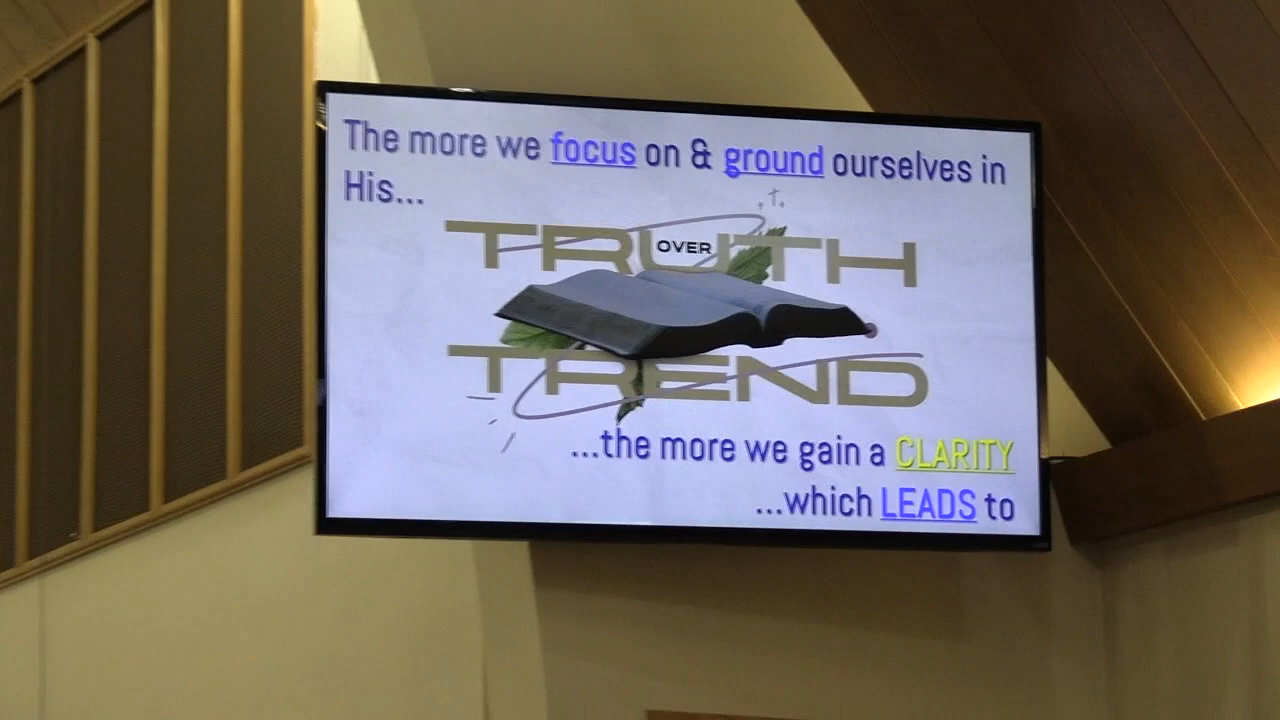 The more we focus on & ground ourselves in
His...
TRUTH
OVER
TREND
...the more we gain a CLARITY
...which LEADS to